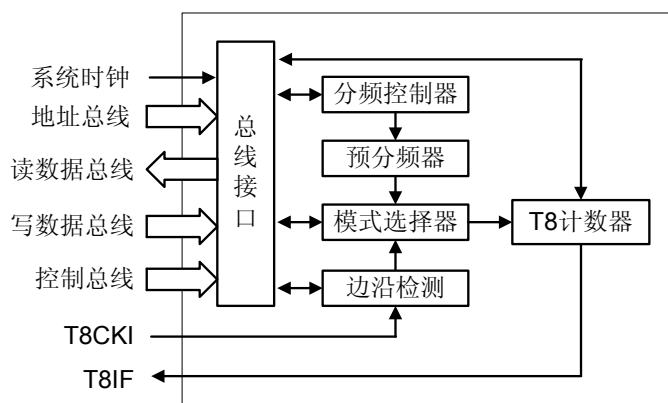 系统时钟
地址总线
读数据总线
写数据总线
控制总线
T8CKI
T8IF
总线接口
分频控制器
预分频器
模式选择器
边沿检测
T8计数器